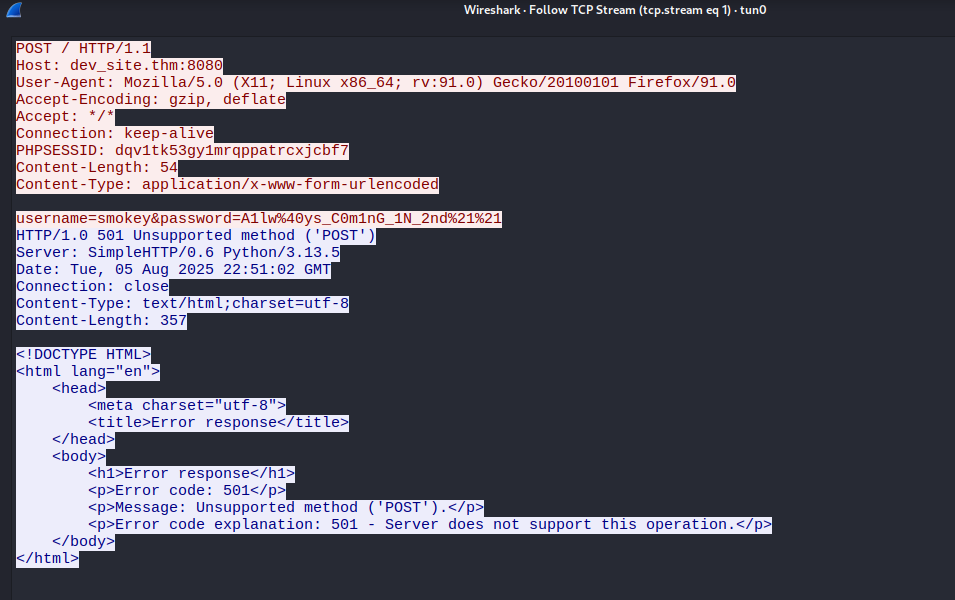 Wireshark · Follow TCP Stream (tcp.stream eq 1) · tun0
POST / HTTP/1.1
Host: dev_site.thm:8080
User-Agent: Mozilla/5.0 (X11; Linux x86_64; rv:91.0) Gecko/20100101 Firefox/91.0
Accept-Encoding: gzip, deflate
Accept: */*
Connection: keep-alive
PHPSESSID: dqv1tk53gy1mrqppatrcxjcbf7
Content-Length: 54
Content-Type: application/x-www-form-urlencoded
username=smokey&password=A1lw%40ys_C0m1nG_1N_2nd%21%21
HTTP/1.0 501 Unsupported method ('POST')
Server: SimpleHTTP/0.6 Python/3.13.5
Date: Tue, 05 Aug 2025 22:51:02 GMT
Connection: close
Content-Type: text/html;charset=utf-8
Content-Length: 357
<!DOCTYPE HTML>
<html lang="en">
    <head>
        <meta charset="utf-8">
        <title>Error response</title>
    </head>
    <body>
        <h1>Error response</h1>
        <p>Error code: 501</p>
        <p>Message: Unsupported method ('POST').</p>
        <p>Error code explanation: 501 - Server does not support this operation.</p>
    </body>
</html>